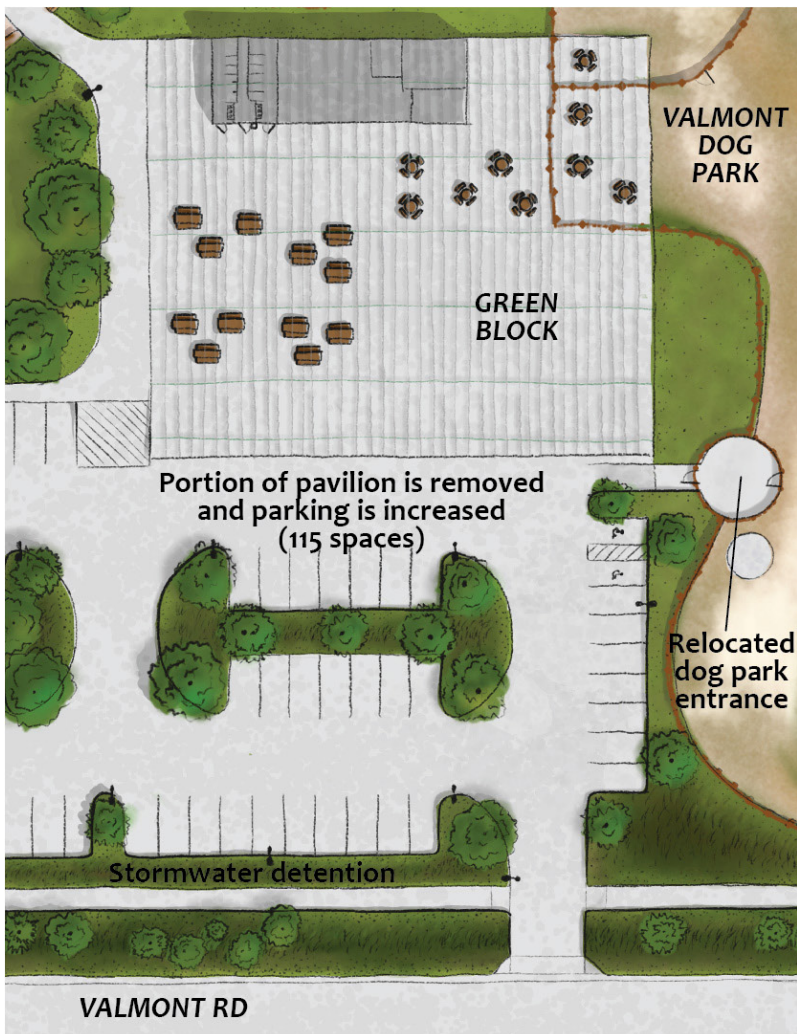 VALMONT
DOG
PARK
GREEN
BLOCK
Portion of pavilion is removed
and parking is increased
(115 spaces)
Relocated
dog park
entrance
Stormwater detention
VALMONT RD